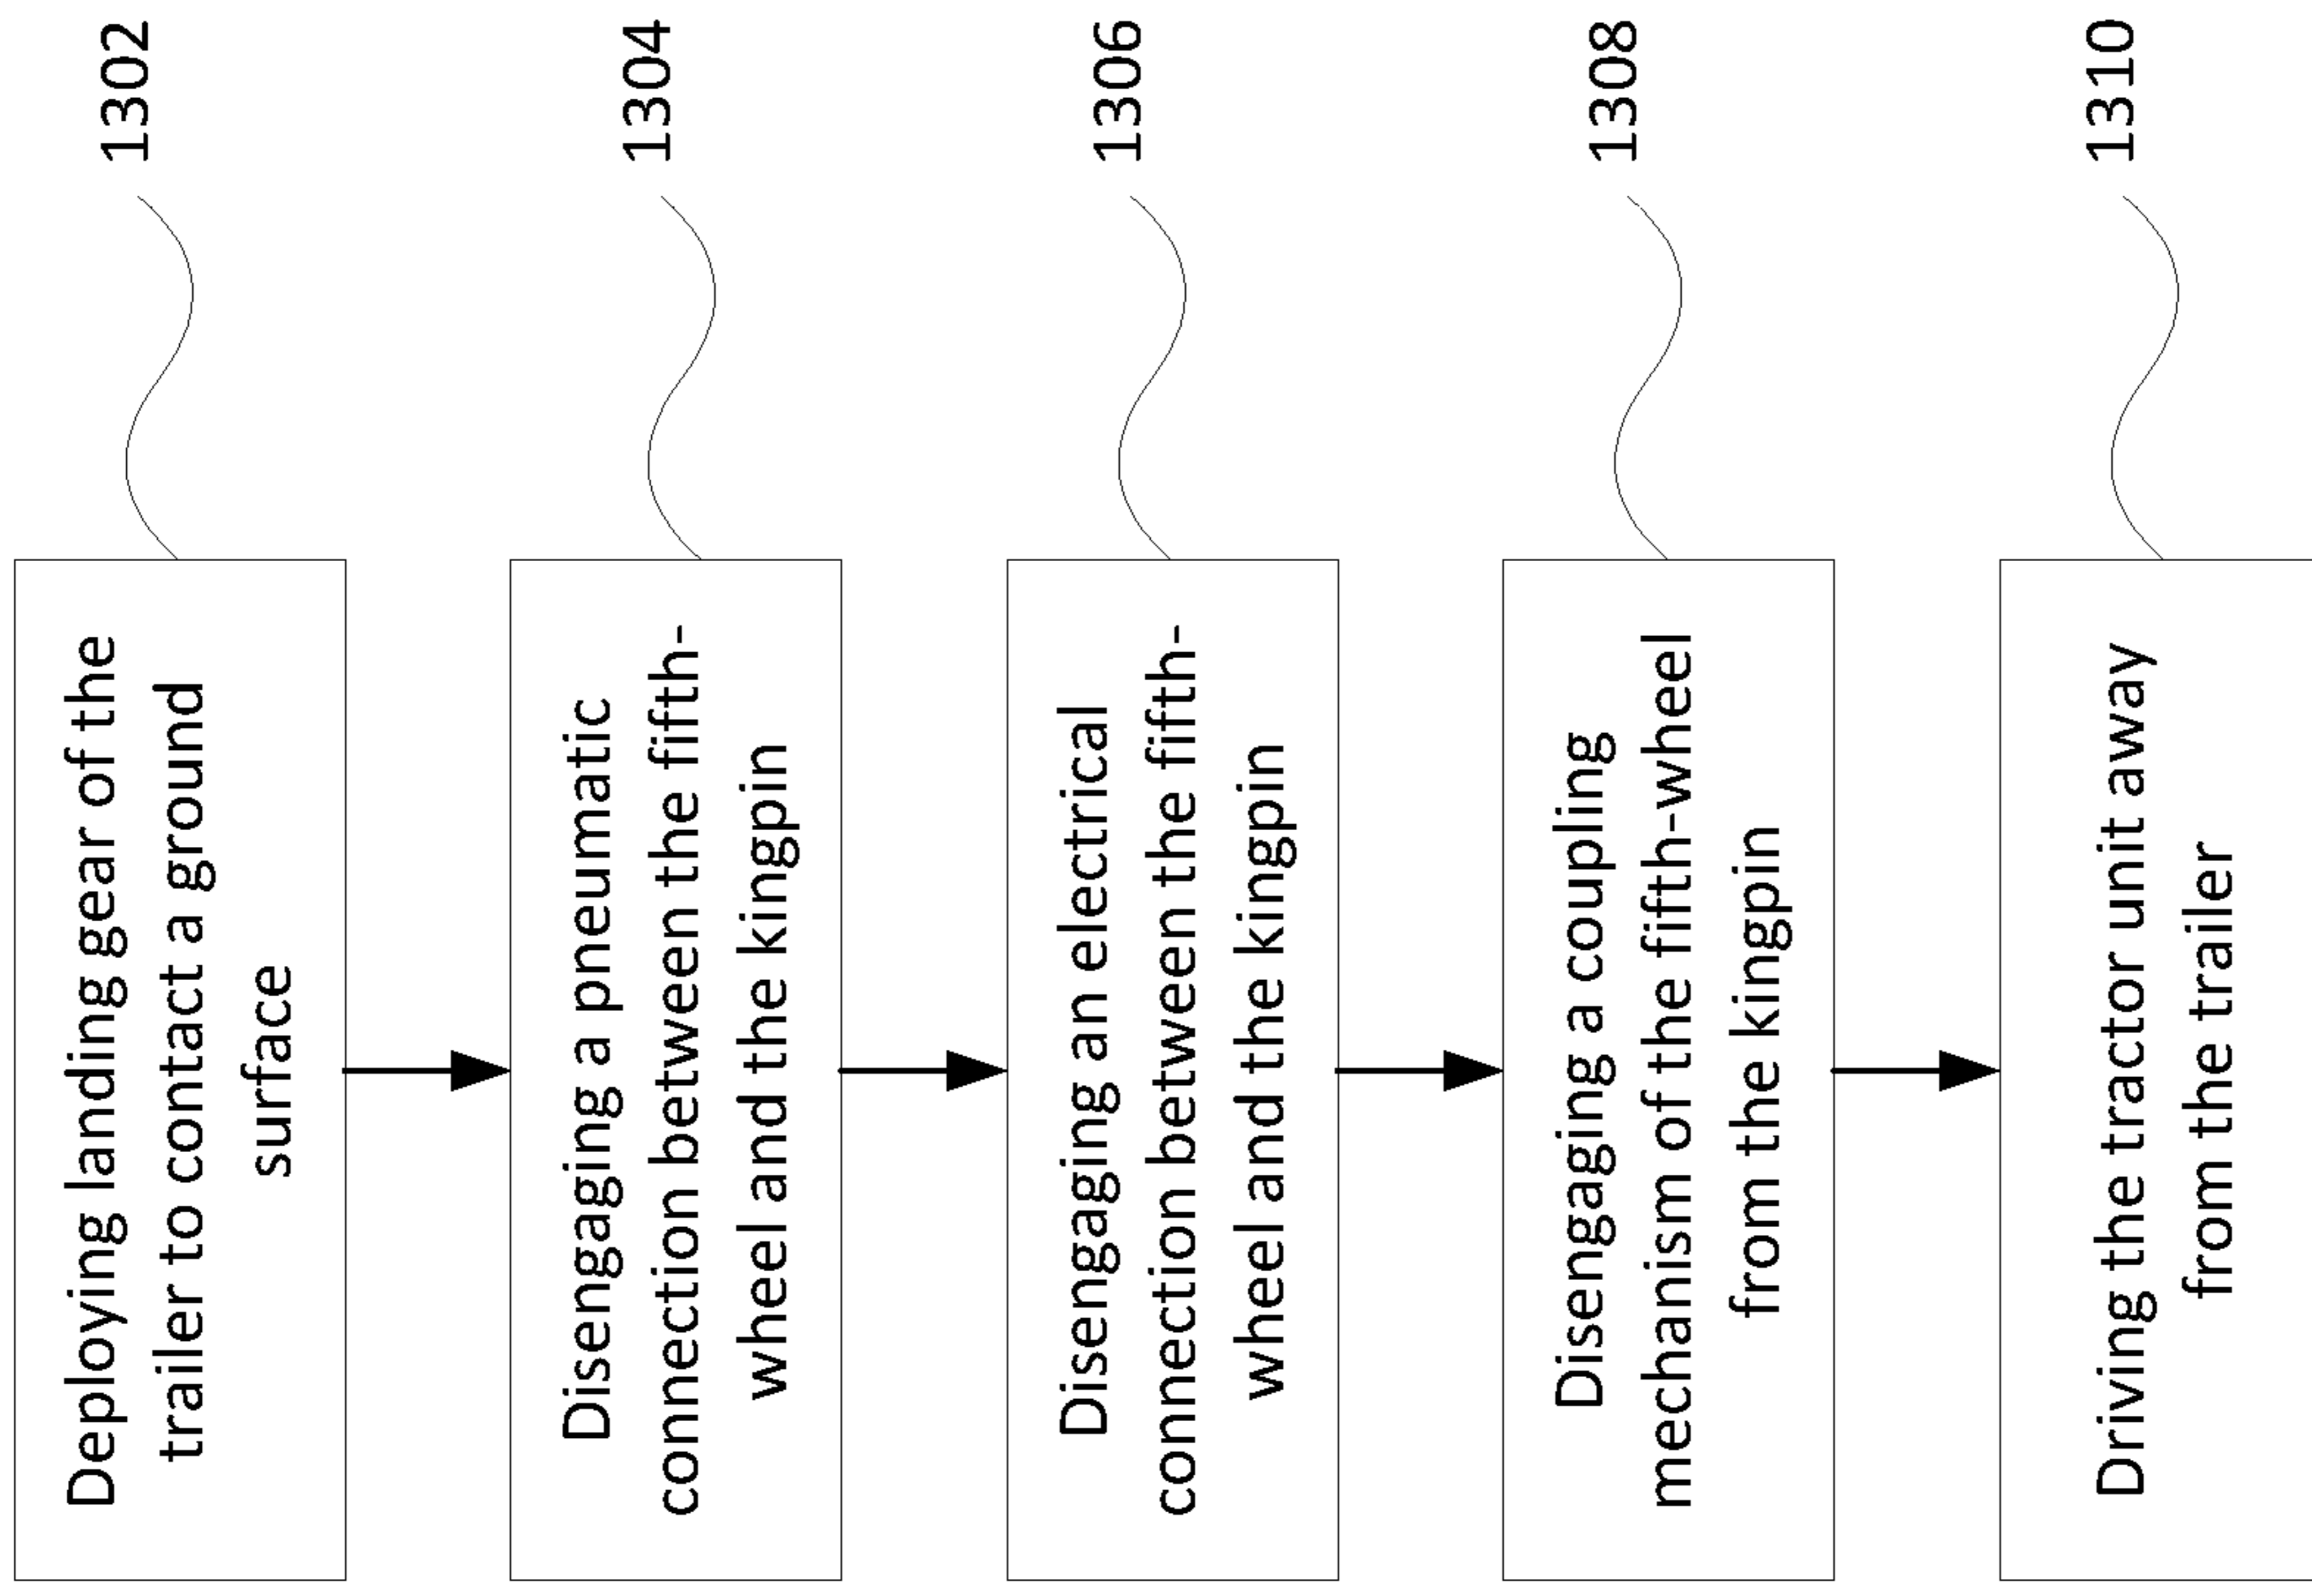 Deploying landing gear of the
trailer to contact a ground
surface
1302
Disengaging a pneumatic
connection between the fifth-
wheel and the kingpin
1304
Disengaging an electrical
connection between the fifth-
wheel and the kingpin
1306
Disengaging a coupling
mechanism of the fifth-wheel
from the kingpin
1308
Driving the tractor unit away
from the trailer
1310